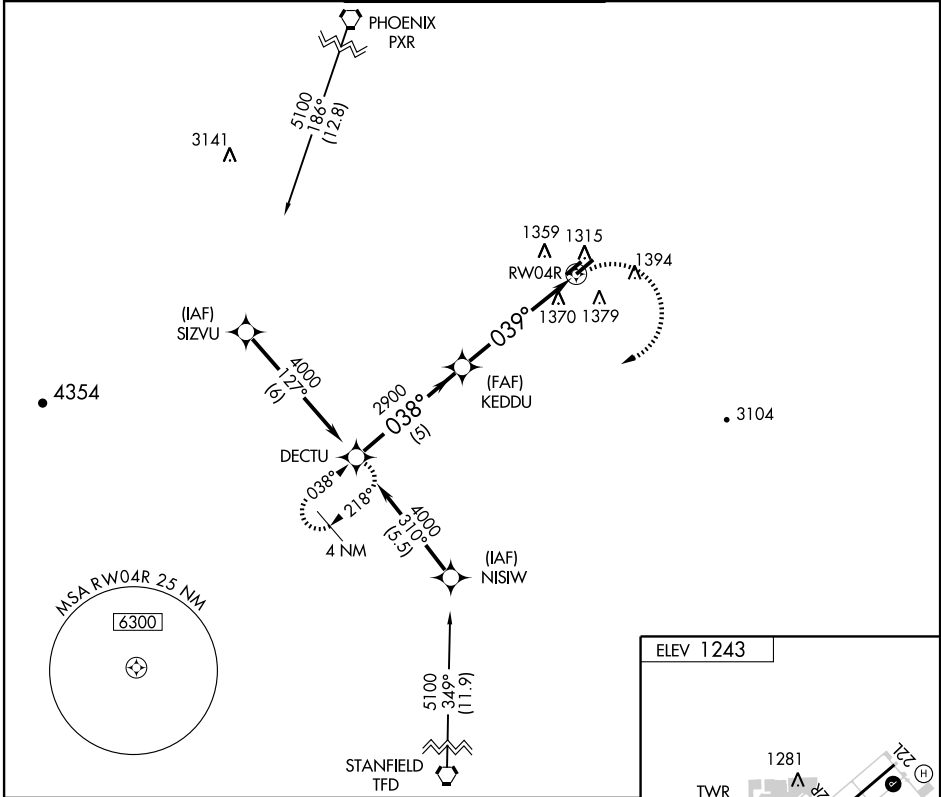 PHOENIX
PXR
5100
186°
(12.8)
3141
1359
1315
1394
RW04R
1370
1379
039°
(IAF)
SIZVU
4000
127°
(6)
4354
2900
038°
(5)
(FAF)
KEDDU
3104
DECTU
038°
218°
4 NM
4000
310°
(5.5)
(IAF)
NISIW
MSA RW04R 25 NM
6300
5100
349°
(11.9)
STANFIELD
TFD
ELEV 1243
1281
TWR
22L
H
P